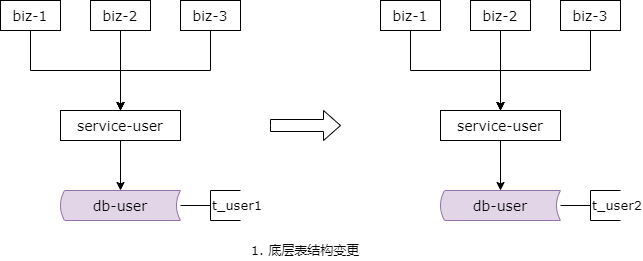 biz-1 biz-2 biz-3 biz-1 biz-2 biz-3
service-user service-user
db-user t_user1 db-user t_user2
1. 底层表结构变更